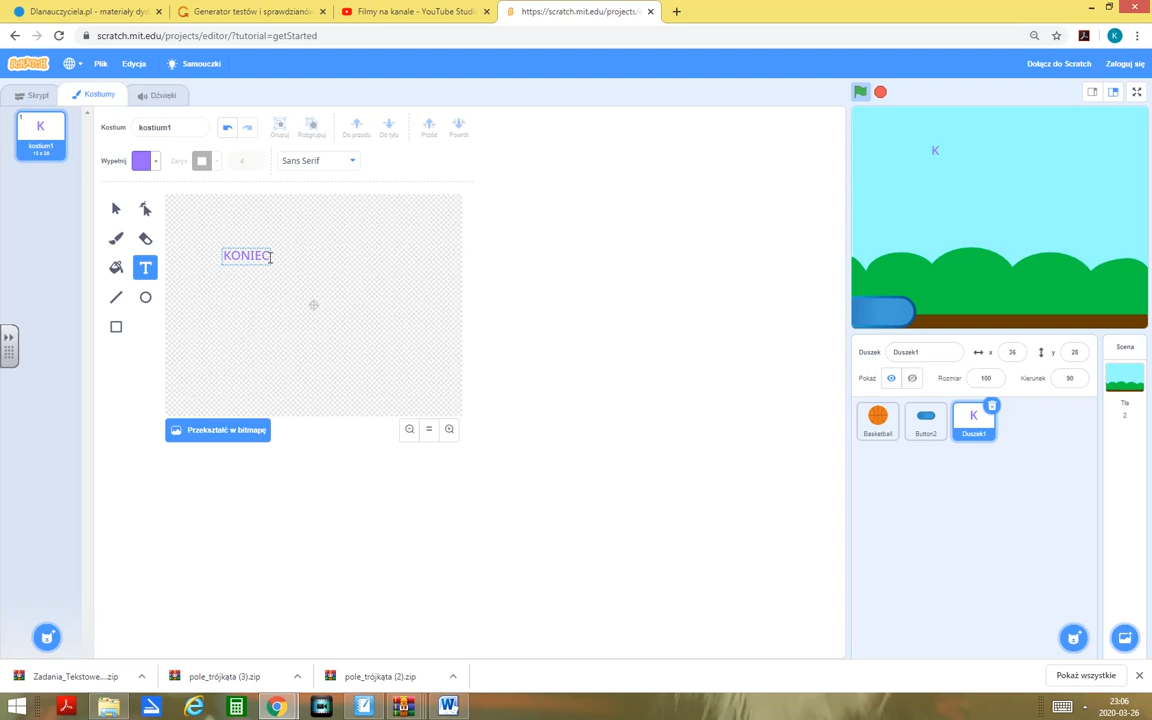 Dlanauczyciela.pl - materiały dyd
Generator testów i sprawdzianów
Filmy na kanale - YouTube Studi
https://scratch.mit.edu/projects/e
scratch.mit.edu/projects/editor/?tutorial=getStarted
K
SCRATCH
Plik
Edycja
Samouczki
Dołącz do Scratch
Zaloguj się
Skrypt
Kostiumy
Dźwięki
1
K
kostium1
Kostium
kostium1
Grupuj
Rozgrupuj
Do przodu
Do tyłu
Przód
Powrót
Wypełnij
Zarys
4
Sans Serif
T
KONIEC
K
Przekształć w bitmapę
Duszek
Duszek1
x
36
y
28
Pokaż
Rozmiar
100
Kierunek
90
Scena
Tła
2
Basketball
Button2
K
Duszek1
Zadania_Tekstowe....zip
pole_trójkąta (3).zip
pole_trójkąta (2).zip
Pokaż wszystkie
23:06
2020-03-26